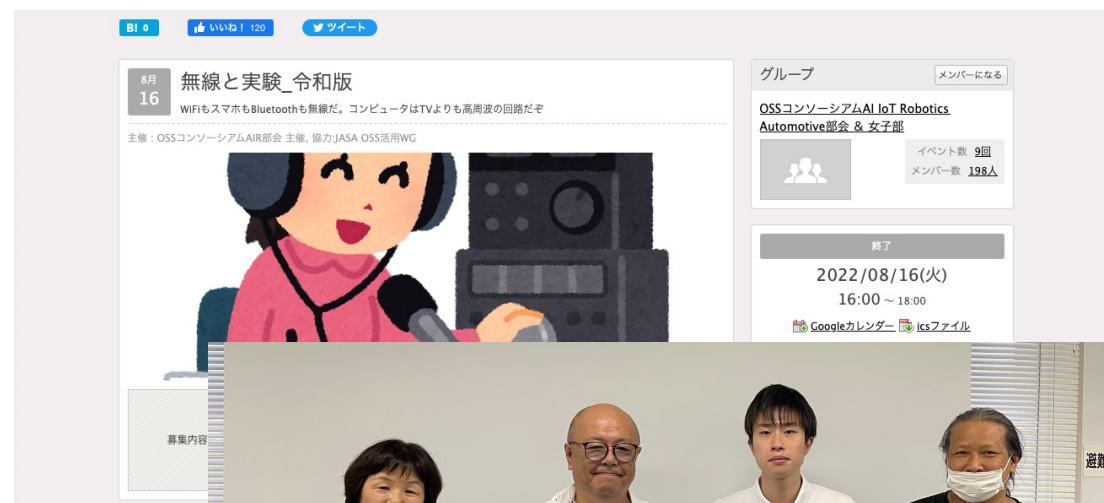 B! 0
いいね！ 120
ツイート
8月
16
無線と実験_令和版
WiFiもスマホもBluetoothも無線だ。コンピュータはTVよりも高周波の回路だぞ
主催 : OSSコンソーシアムAIR部会 主催, 協力:JASA OSS活用WG
募集内容
グループ
メンバーになる
OSSコンソーシアムAI IoT Robotics
Automotive部会 & 女子部
イベント数 9回
メンバー数 198人
終了
2022/08/16(火)
16:00 ~ 18:00
Googleカレンダー icsファイル
避難